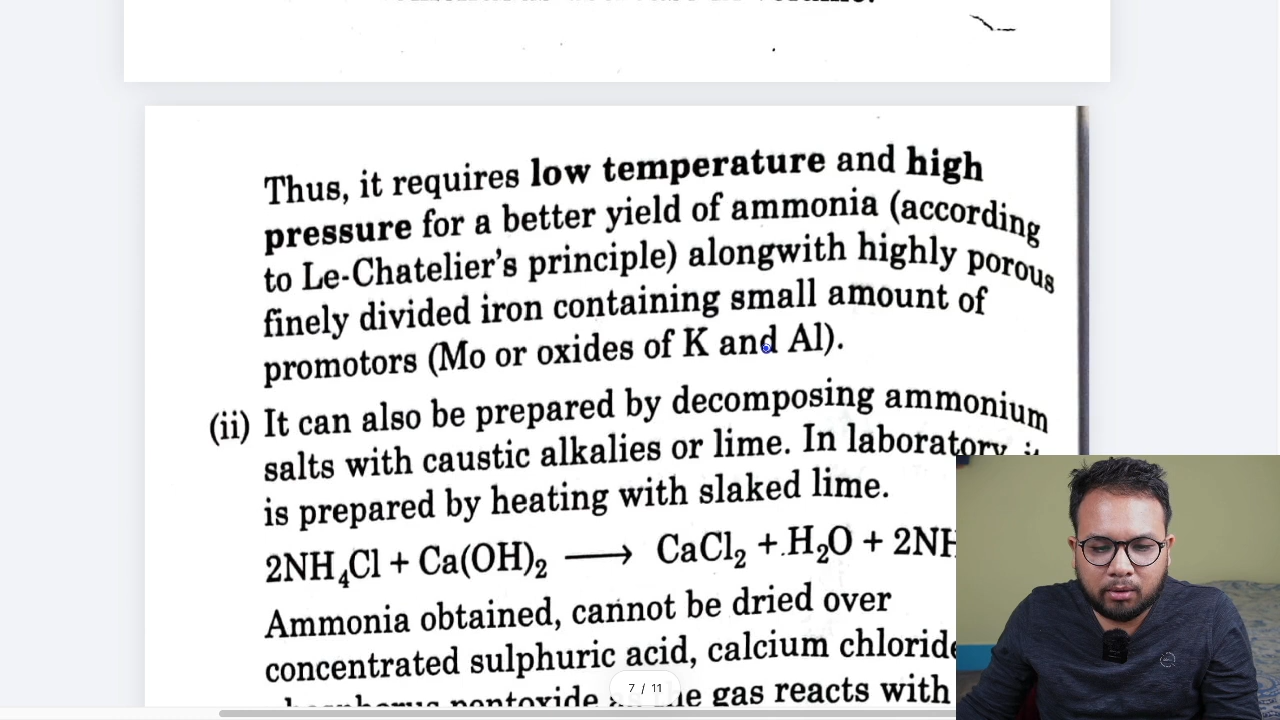 Thus, it requires low temperature and high
pressure for a better yield of ammonia (according
to Le-Chatelier's principle) alongwith highly porous
finely divided iron containing small amount of
promotors (Mo or oxides of K and Al).
(ii) It can also be prepared by decomposing ammonium
salts with caustic alkalies or lime. In laboratory,
is prepared by heating with slaked lime.
2NH₄Cl + Ca(OH)₂ ⟶ CaCl₂ + H₂O + 2NH
Ammonia obtained, cannot be dried over
concentrated sulphuric acid, calcium chloride
pentoxide gas reacts with
7 / 11